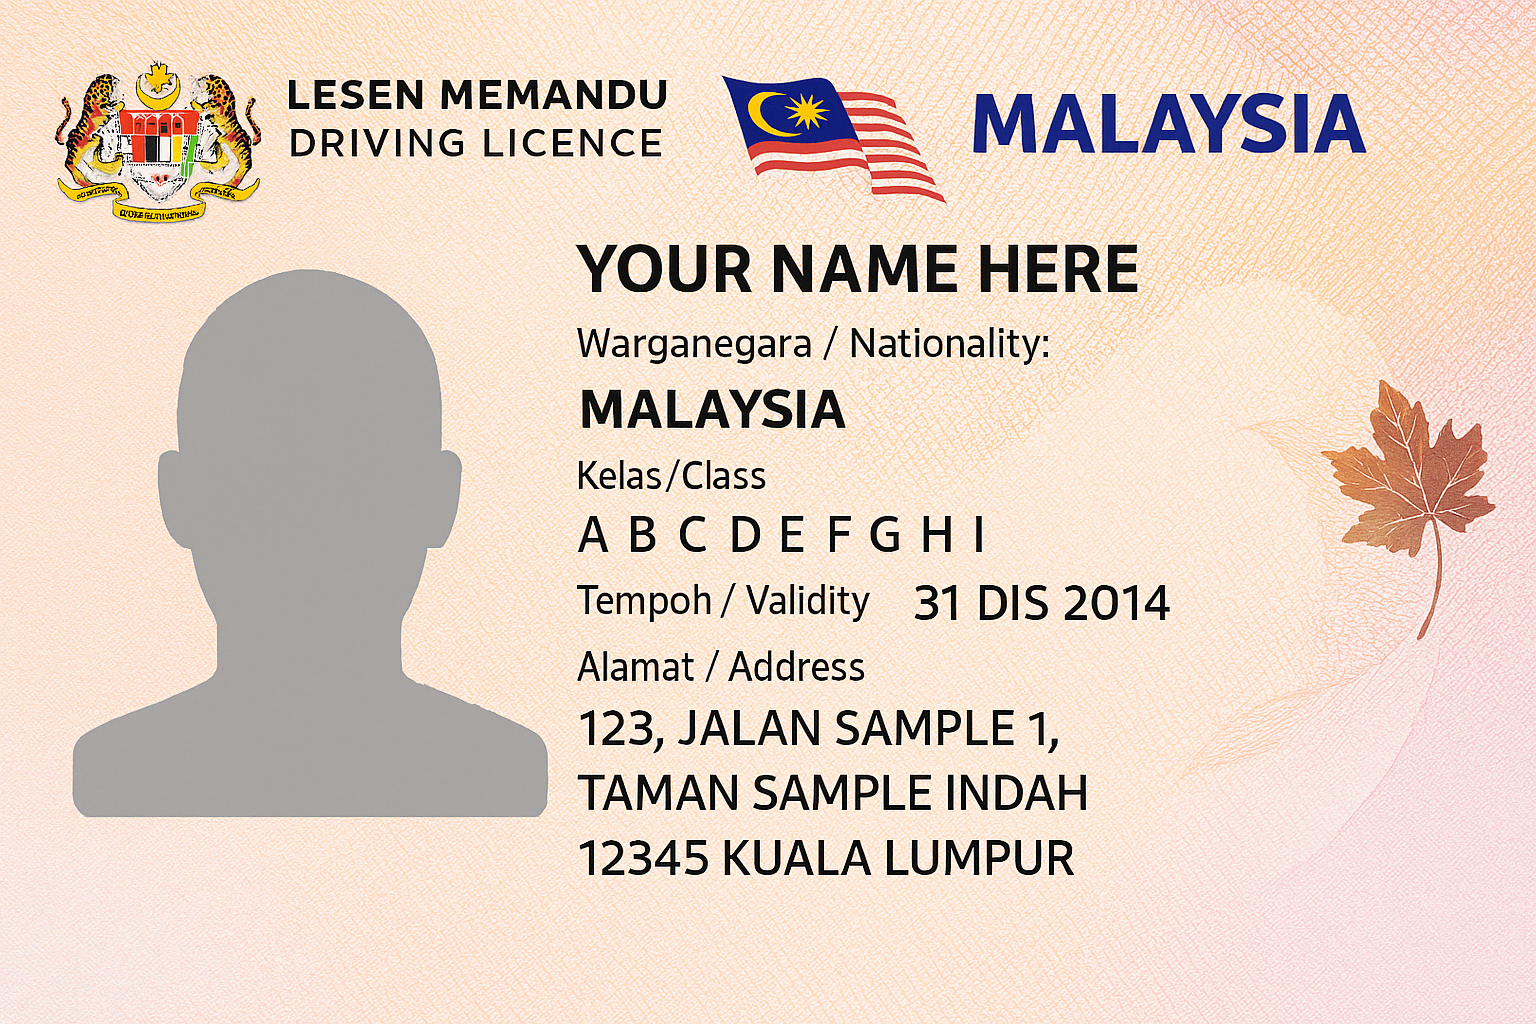 LESEN MEMANDU
DRIVING LICENCE
MALAYSIA
YOUR NAME HERE
Warganegara / Nationality:
MALAYSIA
Kelas/Class
A B C D E F G H I
Tempoh / Validity 31 DIS 2014
Alamat / Address
123, JALAN SAMPLE 1,
TAMAN SAMPLE INDAH
12345 KUALA LUMPUR